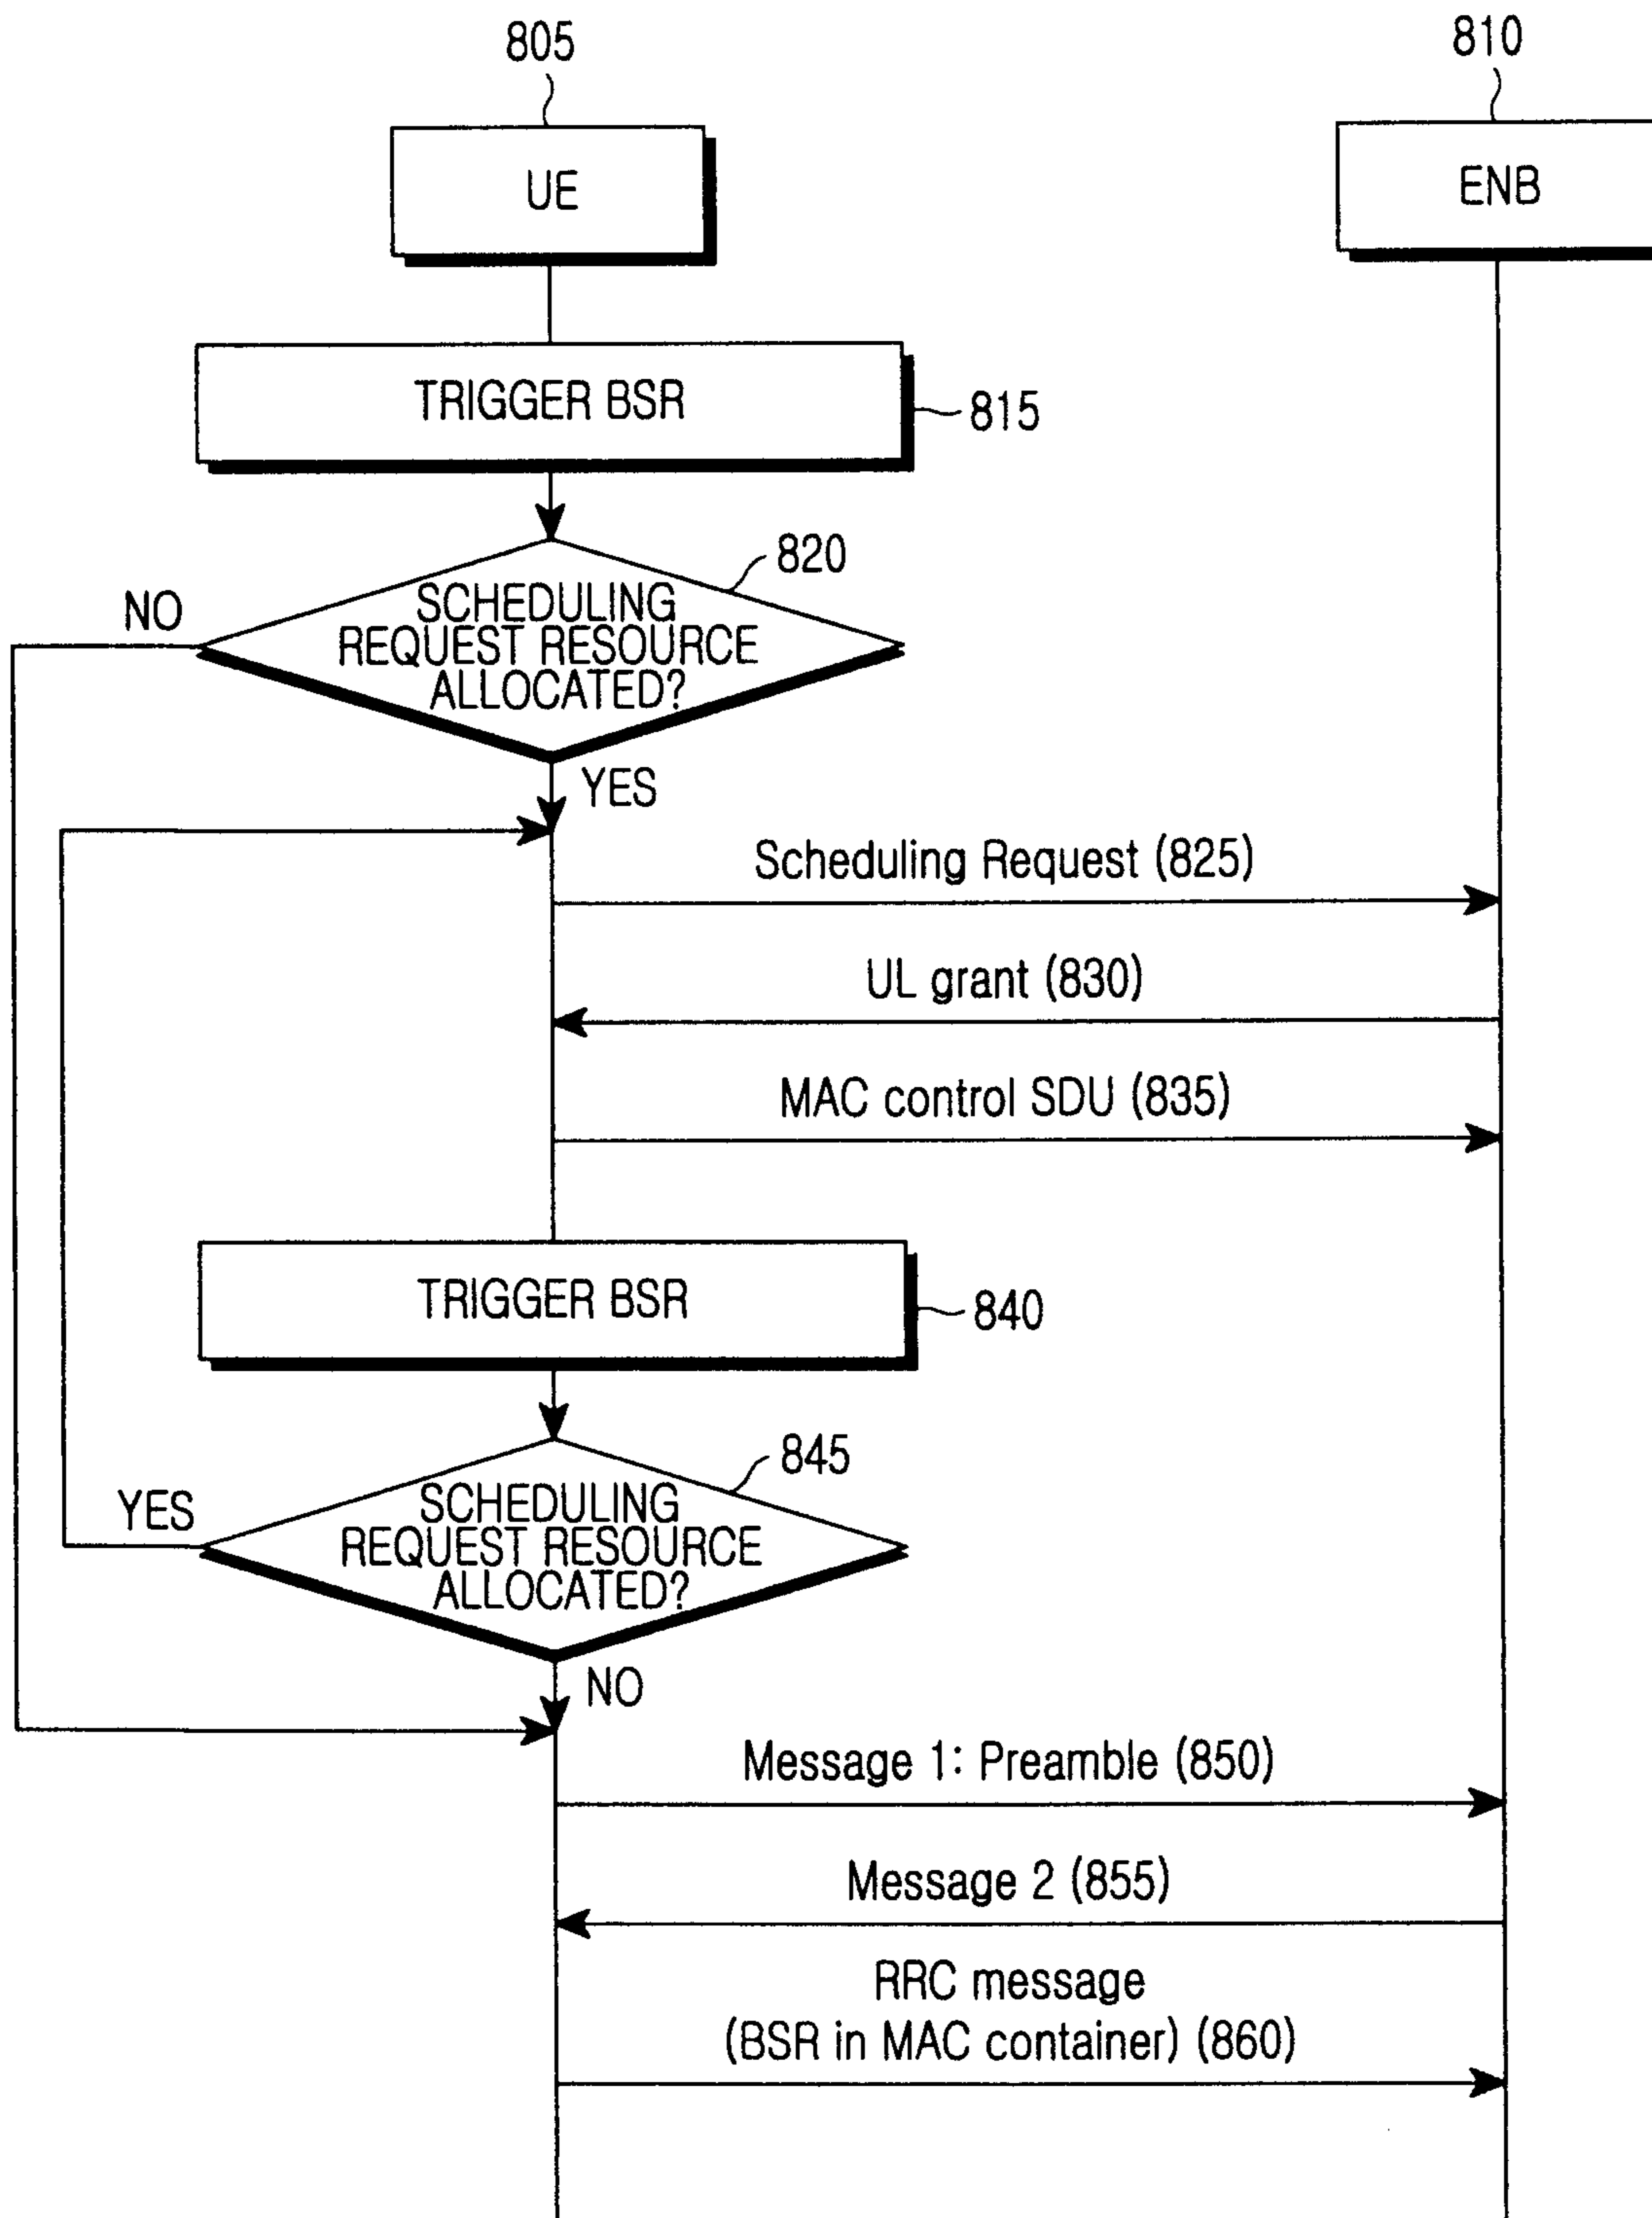 805
810
UE
ENB
TRIGGER BSR
815
820
NO
SCHEDULING
REQUEST RESOURCE
ALLOCATED?
YES
Scheduling Request (825)
UL grant (830)
MAC control SDU (835)
TRIGGER BSR
840
845
YES
SCHEDULING
REQUEST RESOURCE
ALLOCATED?
NO
Message 1: Preamble (850)
Message 2 (855)
RRC message
(BSR in MAC container) (860)